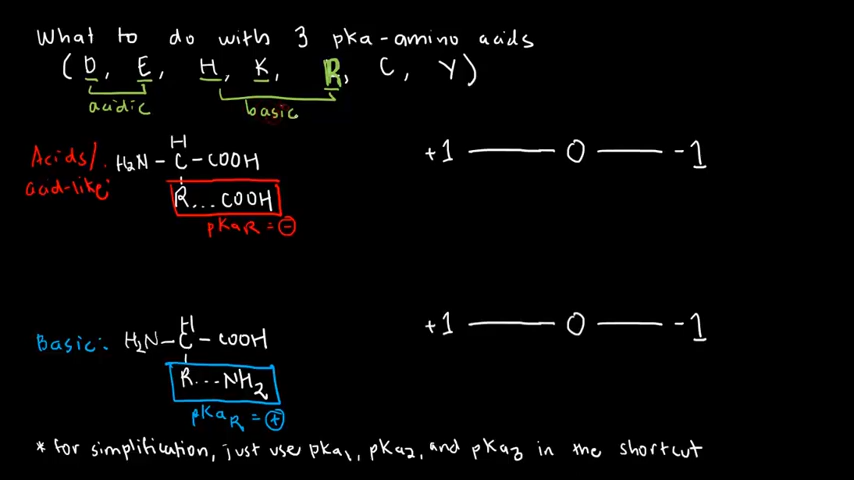 What to do with 3 pka-amino acids
(D, E, H, K, R, C, Y)
acidic
basic
Acids/
acid-like:
H
H₂N - C - COOH
R...COOH
pKaR = ⊖
+1 — 0 — -1
Basic:
H
H₂N - C - COOH
R...NH₂
pKaR = ⊕
+1 — 0 — -1
* For simplification, just use pKa₁, pKa₂, and pKa₃ in the shortcut